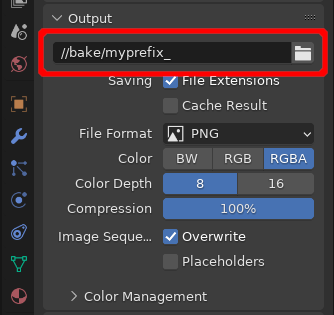 Output
//bake/myprefix_
Saving File Extensions
Cache Result
File Format PNG
Color BW RGB RGBA
Color Depth 8 16
Compression 100%
Image Seque... Overwrite
Placeholders
Color Management